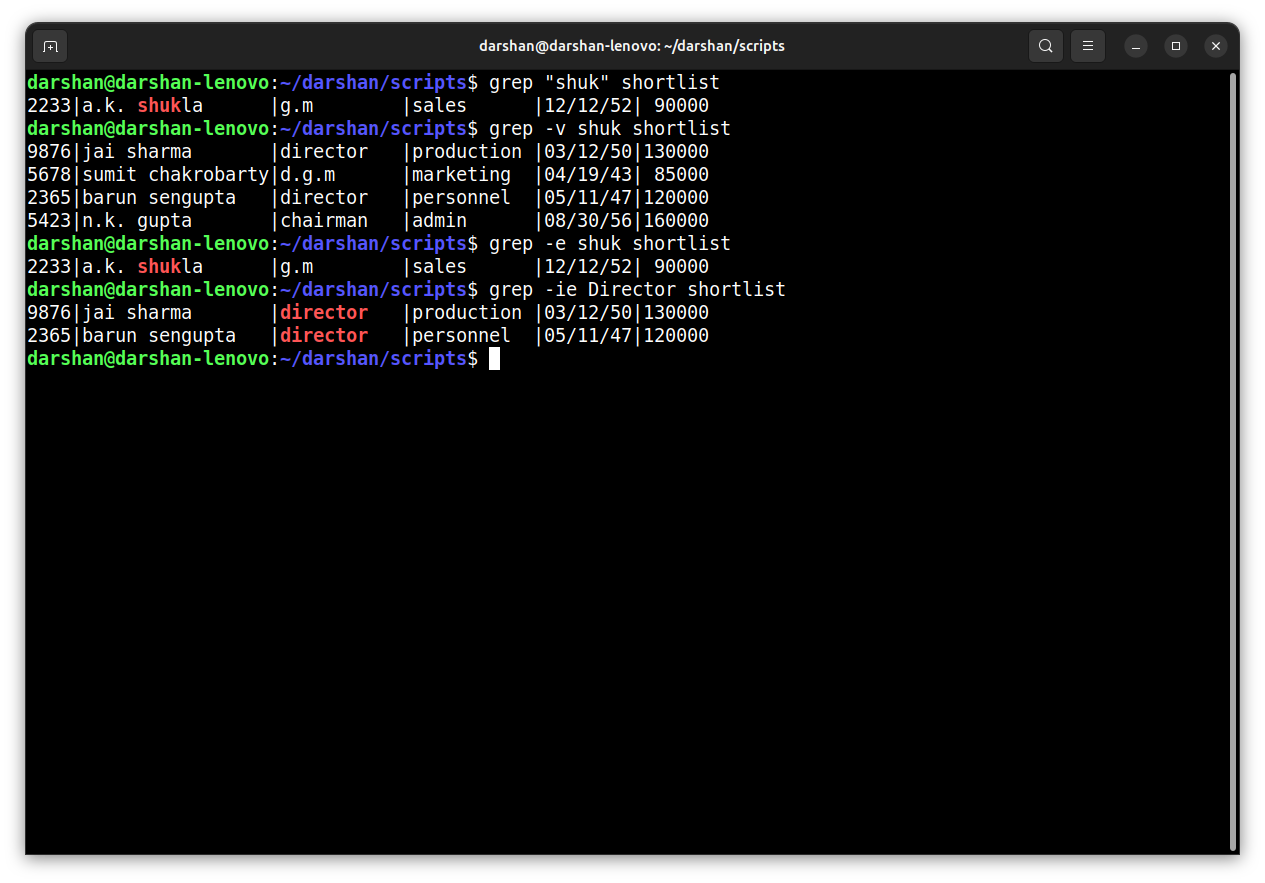 darshan@darshan-lenovo: ~/darshan/scripts
darshan@darshan-lenovo:~/darshan/scripts$ grep "shuk" shortlist
2233|a.k. shukla      |g.m        |sales      |12/12/52| 90000
darshan@darshan-lenovo:~/darshan/scripts$ grep -v shuk shortlist
9876|jai sharma       |director   |production |03/12/50|130000
5678|sumit chakrobarty|d.g.m      |marketing  |04/19/43| 85000
2365|barun sengupta   |director   |personnel  |05/11/47|120000
5423|n.k. gupta       |chairman   |admin      |08/30/56|160000
darshan@darshan-lenovo:~/darshan/scripts$ grep -e shuk shortlist
2233|a.k. shukla      |g.m        |sales      |12/12/52| 90000
darshan@darshan-lenovo:~/darshan/scripts$ grep -ie Director shortlist
9876|jai sharma       |director   |production |03/12/50|130000
2365|barun sengupta   |director   |personnel  |05/11/47|120000
darshan@darshan-lenovo:~/darshan/scripts$